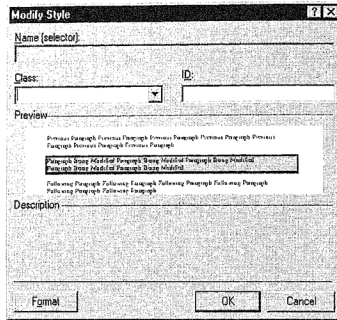 Modify Style
Name (selector):
Class: ID:
Preview
Previous Paragraph Previous Paragraph Previous Paragraph Previous Paragraph Previous
Paragraph Previous Paragraph Previous Paragraph
Paragraph Being Modified Paragraph Being Modified Paragraph Being Modified
Paragraph Being Modified Paragraph Being Modified
Following Paragraph Following Paragraph Following Paragraph Following Paragraph
Following Paragraph Following Paragraph
Description
Format OK Cancel